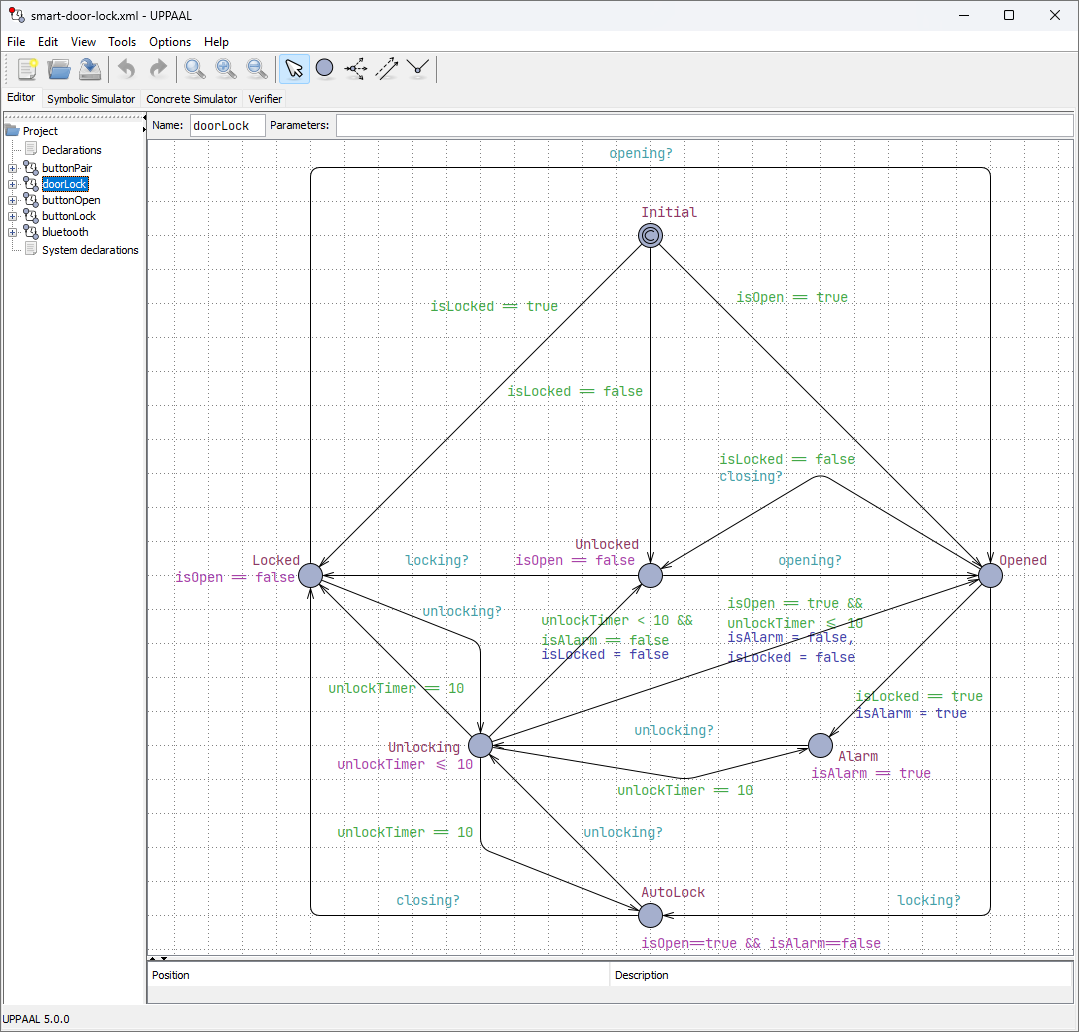 smart-door-lock.xml - UPPAAL
File Edit View Tools Options Help
Editor Symbolic Simulator Concrete Simulator Verifier
Project
Declarations
buttonPair
doorLock
buttonOpen
buttonLock
bluetooth
System declarations
Name: doorLock Parameters:
opening?
Initial
isOpen == true
isLocked == true
isLocked == false
isLocked == false
closing?
Unlocked
isOpen == false
Locked
isOpen == false
locking?
opening?
Opened
unlocking?
isOpen == true &&
unlockTimer <= 10
isAlarm = false,
isLocked = false
unlockTimer < 10 &&
isAlarm == false
isLocked = false
unlockTimer == 10
isLocked == true
isAlarm = true
unlocking?
Unlocking
unlockTimer <= 10
Alarm
isAlarm == true
unlockTimer == 10
unlockTimer == 10
unlocking?
AutoLock
closing?
locking?
isOpen==true && isAlarm==false
Position Description
UPPAAL 5.0.0